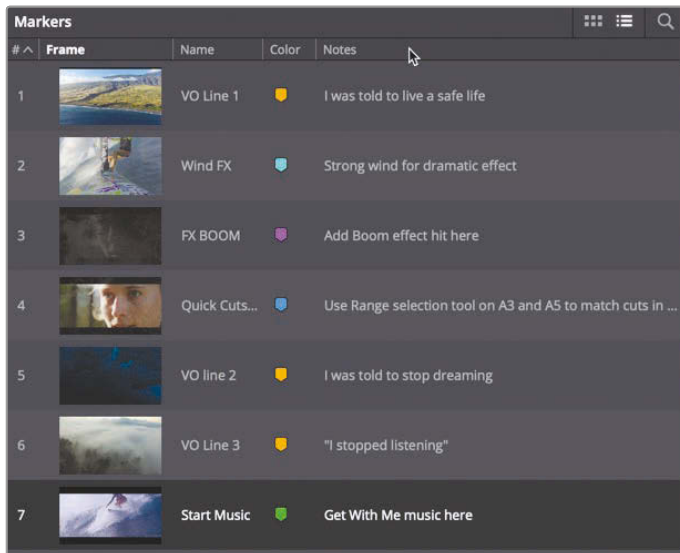 Markers
# Frame Name Color Notes
1 VO Line 1 I was told to live a safe life
2 Wind FX Strong wind for dramatic effect
3 FX BOOM Add Boom effect hit here
4 Quick Cuts... Use Range selection tool on A3 and A5 to match cuts in ...
5 VO line 2 I was told to stop dreaming
6 VO Line 3 "I stopped listening"
7 Start Music Get With Me music here